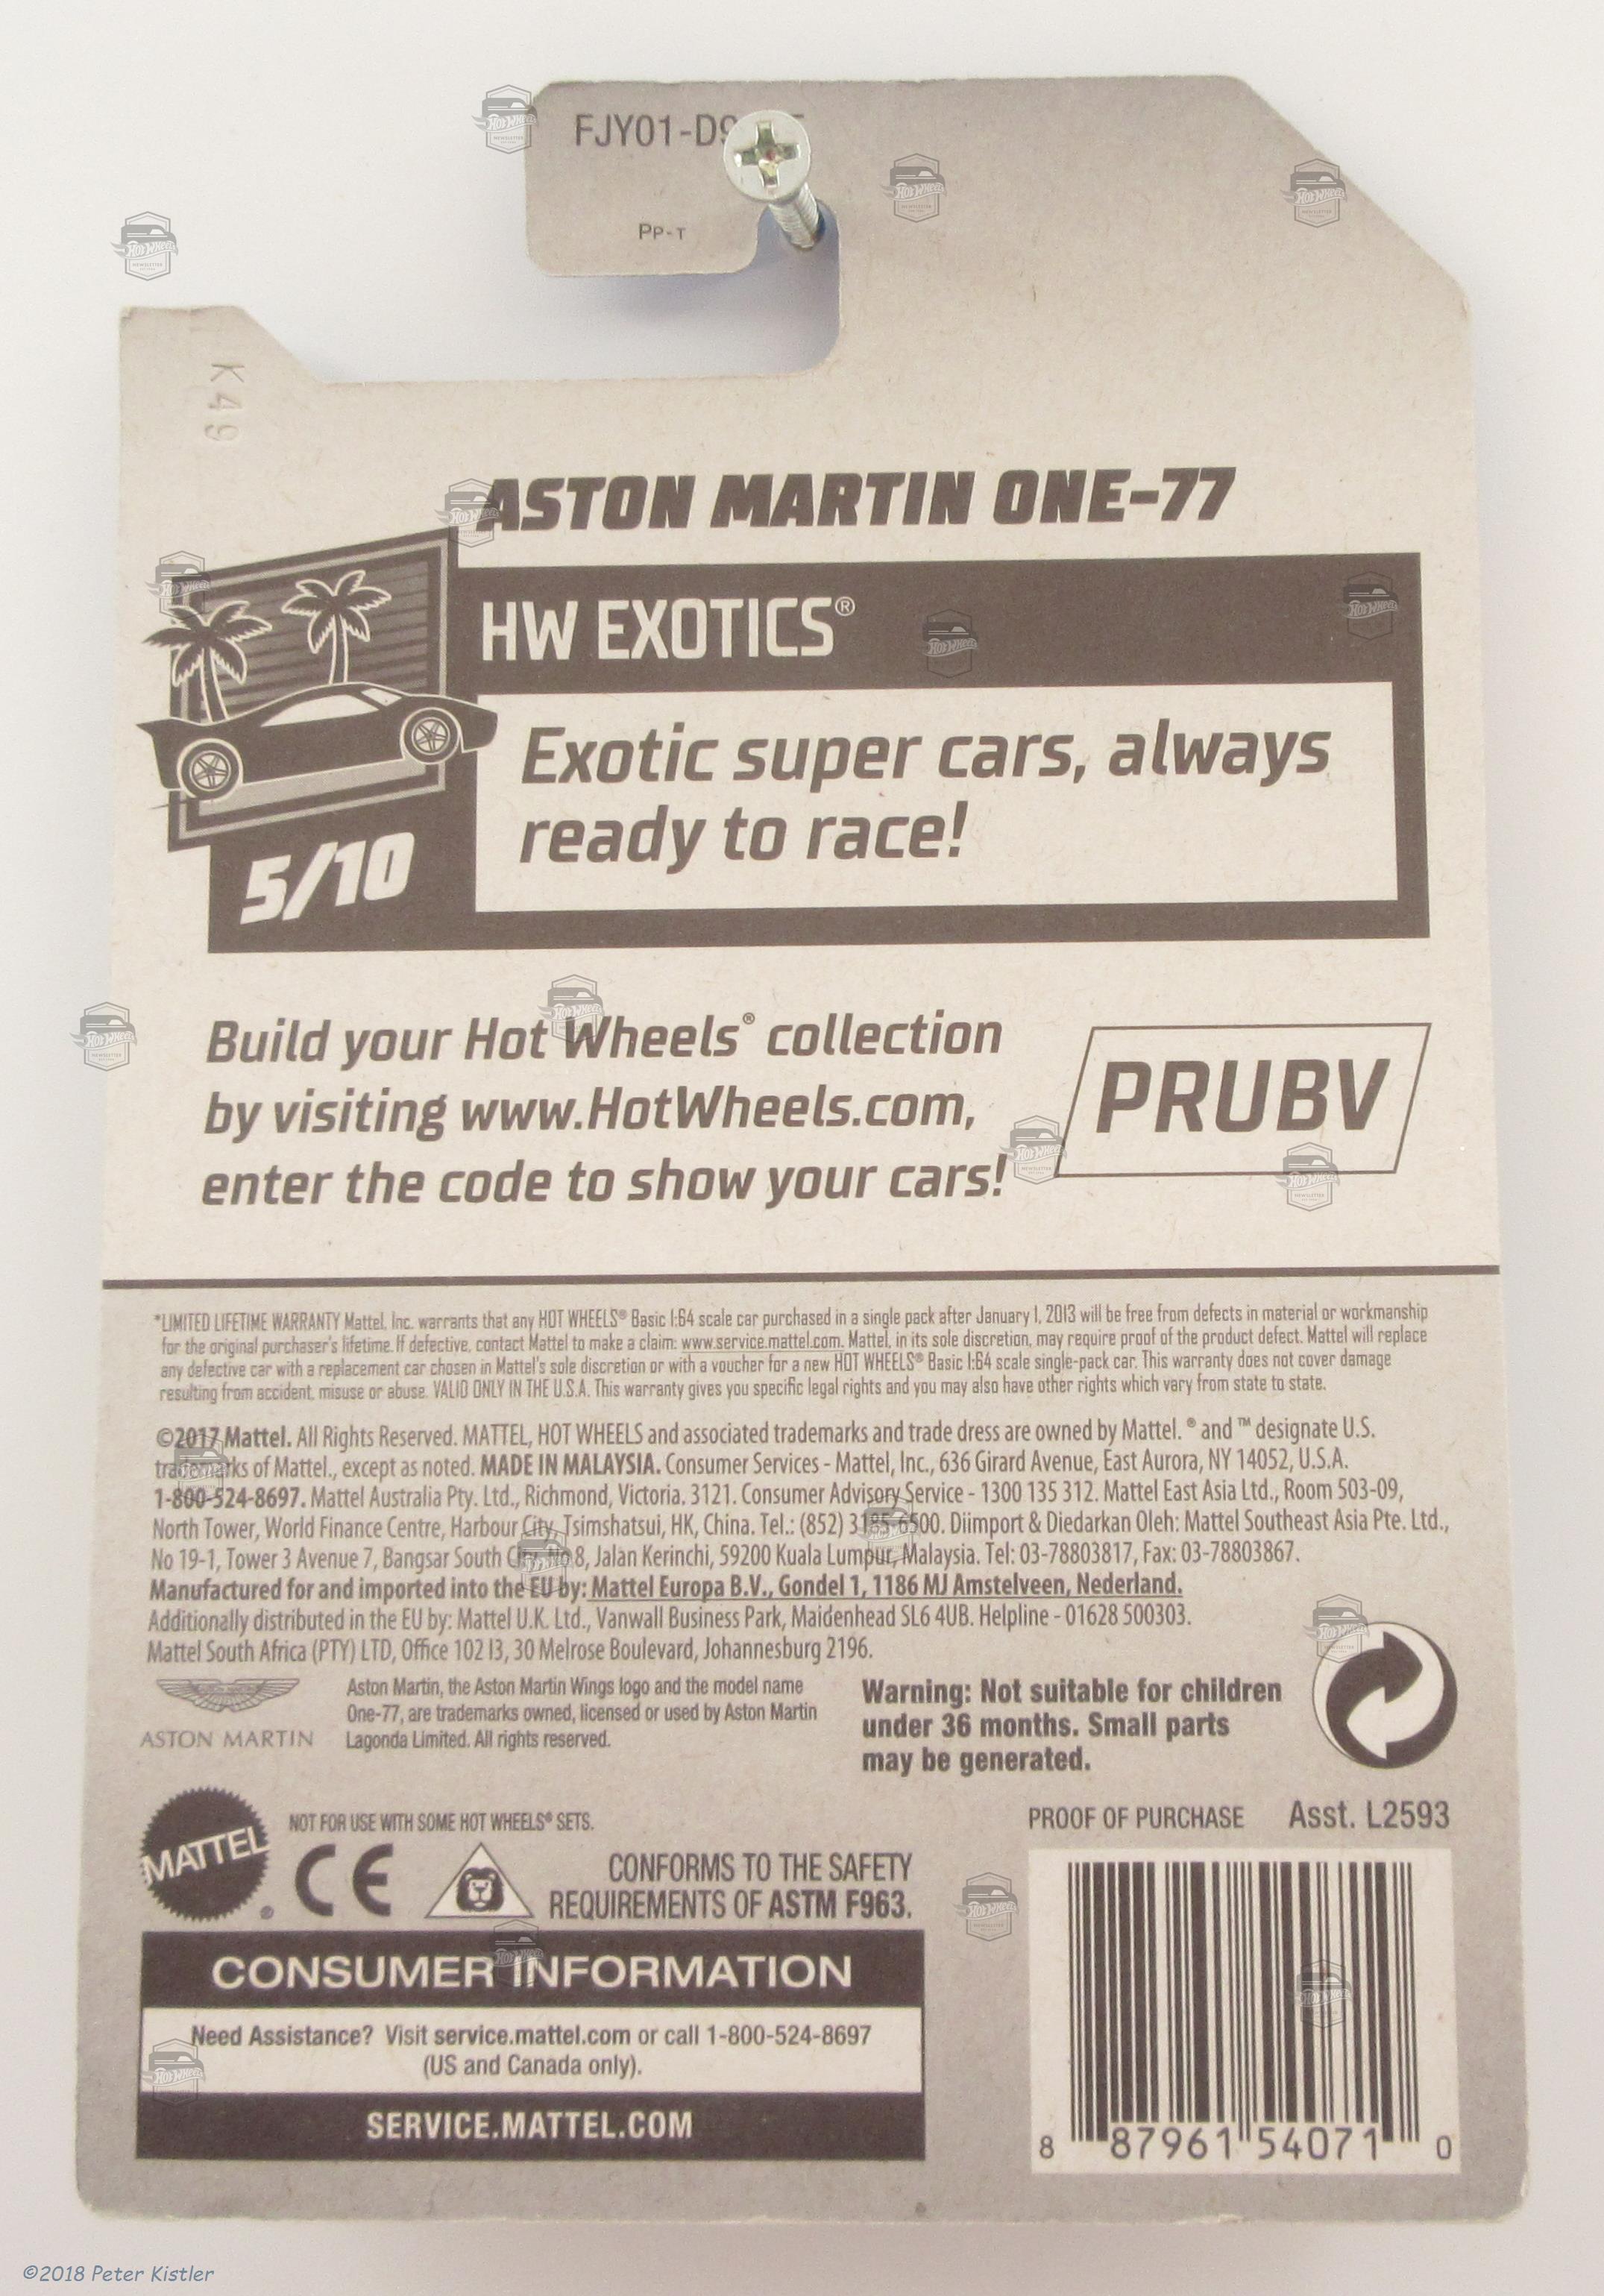 FJY01-D9
PP-T
K49
ASTON MARTIN ONE-77
HW EXOTICS®
Exotic super cars, always
ready to race!
5/10
Build your Hot Wheels® collection
by visiting www.HotWheels.com,
enter the code to show your cars!
PRUBV
*LIMITED LIFETIME WARRANTY Mattel, Inc. warrants that any HOT WHEELS® Basic 1:64 scale car purchased in a single pack after January 1, 2013 will be free from defects in material or workmanship
for the original purchaser's lifetime. If defective, contact Mattel to make a claim: www.service.mattel.com. Mattel, in its sole discretion, may require proof of the product defect. Mattel will replace
any defective car with a replacement car chosen in Mattel's sole discretion or with a voucher for a new HOT WHEELS® Basic 1:64 scale single-pack car. This warranty does not cover damage
resulting from accident, misuse or abuse. VALID ONLY IN THE U.S.A. This warranty gives you specific legal rights and you may also have other rights which vary from state to state.
©2017 Mattel. All Rights Reserved. MATTEL, HOT WHEELS and associated trademarks and trade dress are owned by Mattel. ® and ™ designate U.S.
trademarks of Mattel., except as noted. MADE IN MALAYSIA. Consumer Services - Mattel, Inc., 636 Girard Avenue, East Aurora, NY 14052, U.S.A.
1-800-524-8697. Mattel Australia Pty. Ltd., Richmond, Victoria. 3121. Consumer Advisory Service - 1300 135 312. Mattel East Asia Ltd., Room 503-09,
North Tower, World Finance Centre, Harbour City, Tsimshatsui, HK, China. Tel.: (852) 3185-6500. Diimport & Diedarkan Oleh: Mattel Southeast Asia Pte. Ltd.,
No 19-1, Tower 3 Avenue 7, Bangsar South City, No 8, Jalan Kerinchi, 59200 Kuala Lumpur, Malaysia. Tel: 03-78803817, Fax: 03-78803867.
Manufactured for and imported into the EU by: Mattel Europa B.V., Gondel 1, 1186 MJ Amstelveen, Nederland.
Additionally distributed in the EU by: Mattel U.K. Ltd., Vanwall Business Park, Maidenhead SL6 4UB. Helpline - 01628 500303.
Mattel South Africa (PTY) LTD, Office 102 I3, 30 Melrose Boulevard, Johannesburg 2196.
ASTON MARTIN
Aston Martin, the Aston Martin Wings logo and the model name
One-77, are trademarks owned, licensed or used by Aston Martin
Lagonda Limited. All rights reserved.
Warning: Not suitable for children
under 36 months. Small parts
may be generated.
MATTEL
®
NOT FOR USE WITH SOME HOT WHEELS® SETS.
CE
CONFORMS TO THE SAFETY
REQUIREMENTS OF ASTM F963.
PROOF OF PURCHASE Asst. L2593
CONSUMER INFORMATION
Need Assistance? Visit service.mattel.com or call 1-800-524-8697
(US and Canada only).
SERVICE.MATTEL.COM
8 87961 54071 0
©2018 Peter Kistler